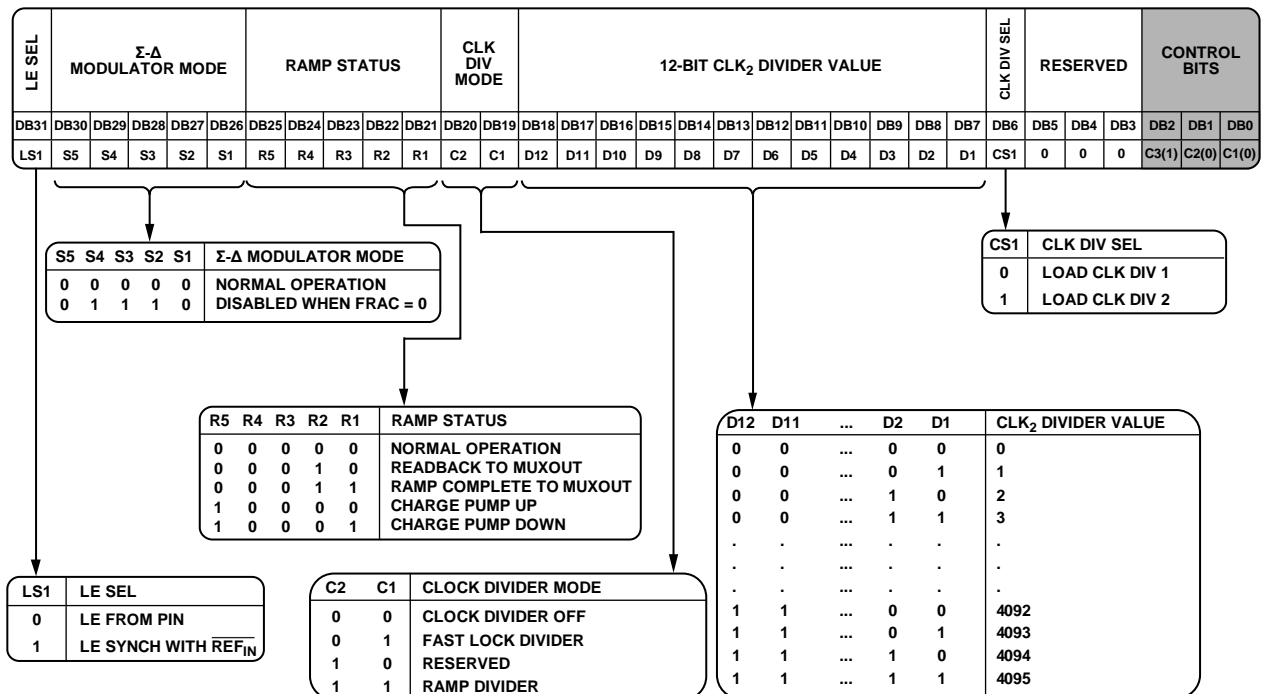 LE SEL
Σ-Δ
MODULATOR MODE
RAMP STATUS
CLK
DIV
MODE
12-BIT CLK2 DIVIDER VALUE
CLK DIV SEL
RESERVED
CONTROL
BITS
DB31 DB30 DB29 DB28 DB27 DB26 DB25 DB24 DB23 DB22 DB21 DB20 DB19 DB18 DB17 DB16 DB15 DB14 DB13 DB12 DB11 DB10 DB9 DB8 DB7 DB6 DB5 DB4 DB3 DB2 DB1 DB0
LS1 S5 S4 S3 S2 S1 R5 R4 R3 R2 R1 C2 C1 D12 D11 D10 D9 D8 D7 D6 D5 D4 D3 D2 D1 CS1 0 0 0 C3(1) C2(0) C1(0)
S5 S4 S3 S2 S1 Σ-Δ MODULATOR MODE
0 0 0 0 0 NORMAL OPERATION
0 1 1 1 0 DISABLED WHEN FRAC = 0
CS1 CLK DIV SEL
0 LOAD CLK DIV 1
1 LOAD CLK DIV 2
R5 R4 R3 R2 R1 RAMP STATUS
0 0 0 0 0 NORMAL OPERATION
0 0 0 1 0 READBACK TO MUXOUT
0 0 0 1 1 RAMP COMPLETE TO MUXOUT
1 0 0 0 0 CHARGE PUMP UP
1 0 0 0 1 CHARGE PUMP DOWN
D12 D11 ... D2 D1 CLK2 DIVIDER VALUE
0 0 ... 0 0 0
0 0 ... 0 1 1
0 0 ... 1 0 2
0 0 ... 1 1 3
. . ... . . .
. . ... . . .
. . ... . . .
1 1 ... 0 0 4092
1 1 ... 0 1 4093
1 1 ... 1 0 4094
1 1 ... 1 1 4095
LS1 LE SEL
0 LE FROM PIN
1 LE SYNCH WITH REFIN
C2 C1 CLOCK DIVIDER MODE
0 0 CLOCK DIVIDER OFF
0 1 FAST LOCK DIVIDER
1 0 RESERVED
1 1 RAMP DIVIDER